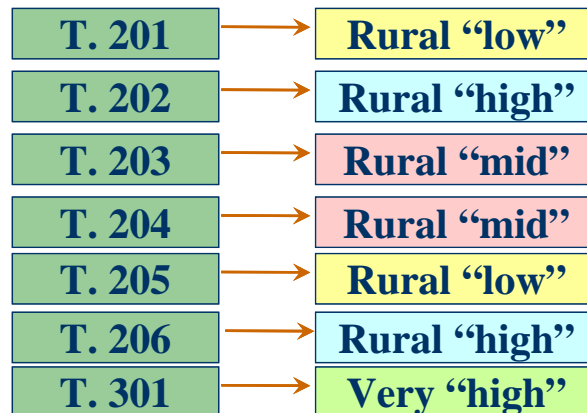 T. 201 Rural “low”
T. 202 Rural “high”
T. 203 Rural “mid”
T. 204 Rural “mid”
T. 205 Rural “low”
T. 206 Rural “high”
T. 301 Very “high”